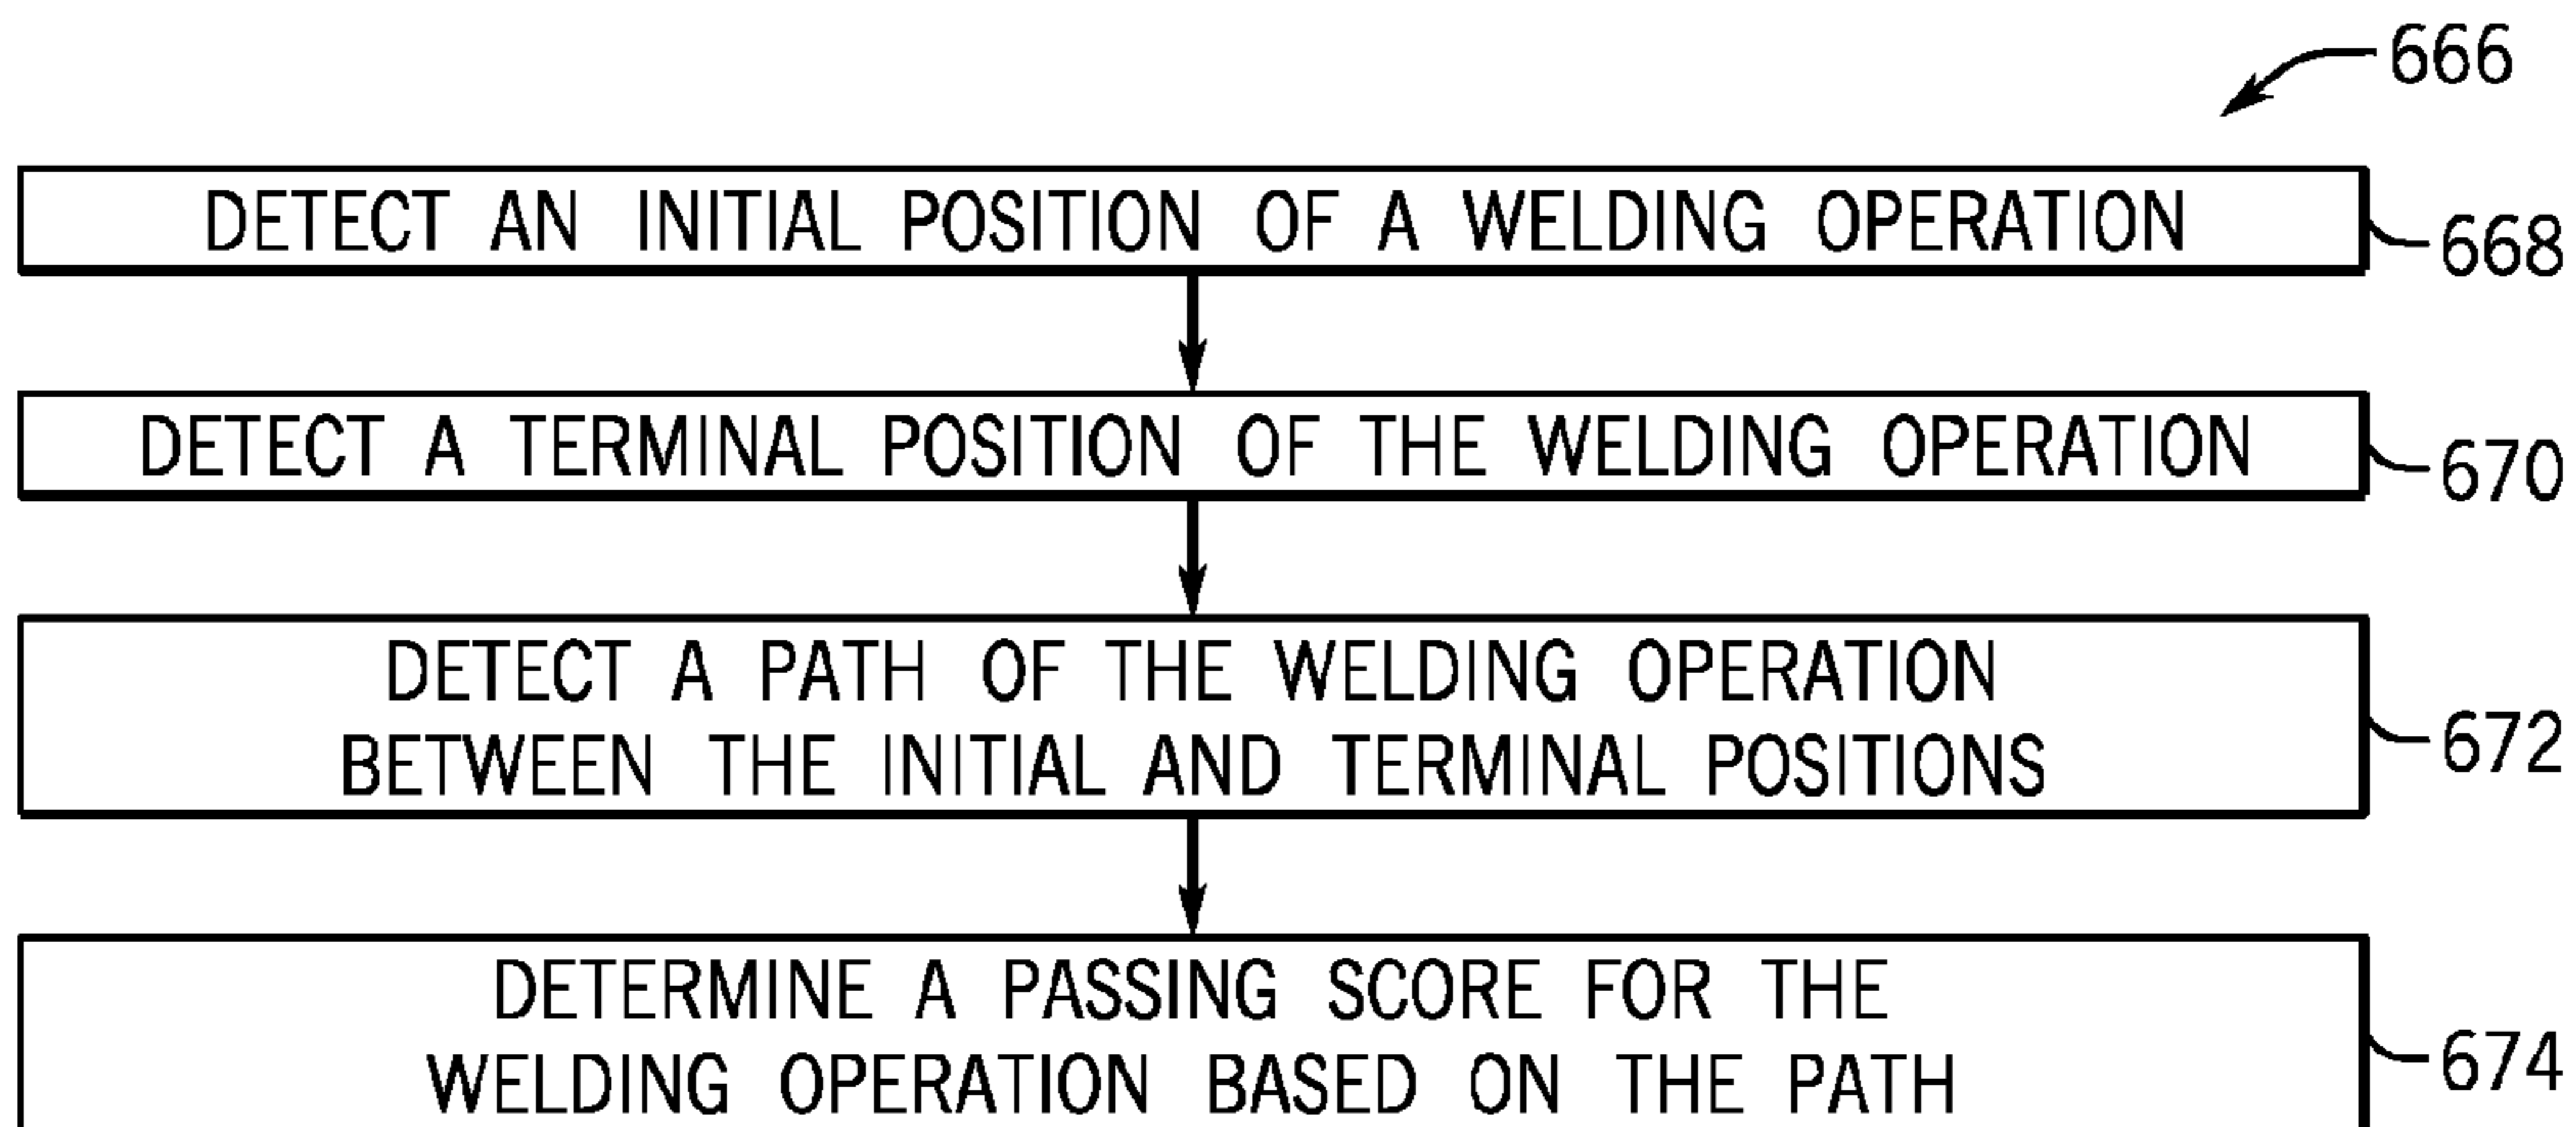 666
DETECT AN INITIAL POSITION OF A WELDING OPERATION
668
DETECT A TERMINAL POSITION OF THE WELDING OPERATION
670
DETECT A PATH OF THE WELDING OPERATION
BETWEEN THE INITIAL AND TERMINAL POSITIONS
672
DETERMINE A PASSING SCORE FOR THE
WELDING OPERATION BASED ON THE PATH
674